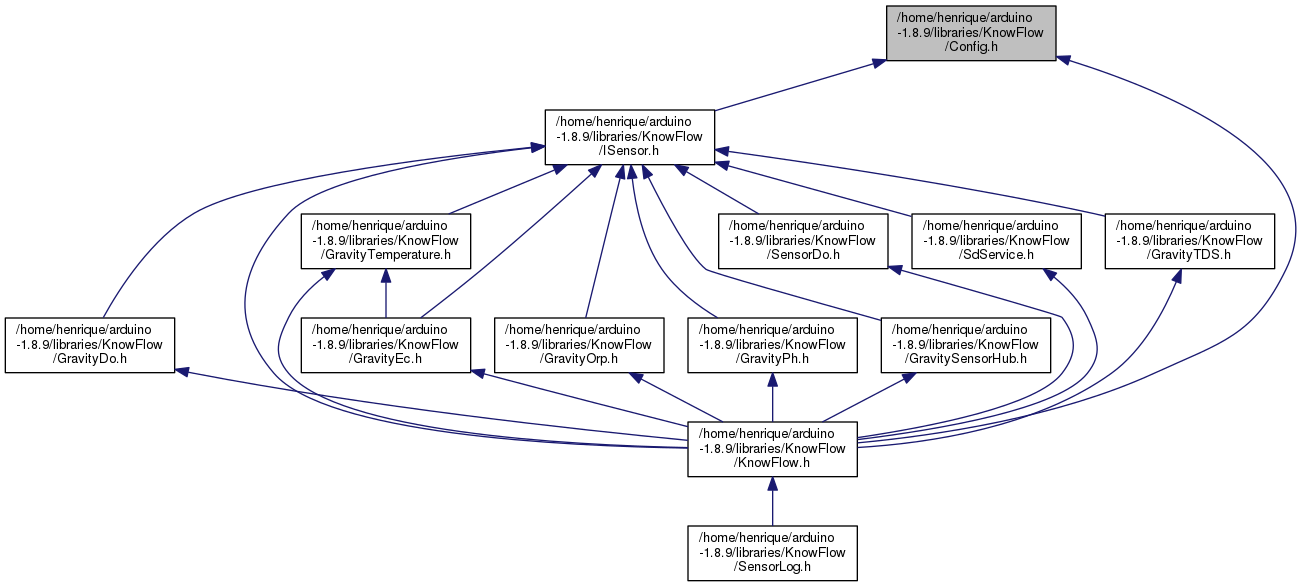 /home/henrique/arduino
-1.8.9/libraries/KnowFlow
/Config.h
/home/henrique/arduino
-1.8.9/libraries/KnowFlow
/ISensor.h
/home/henrique/arduino
-1.8.9/libraries/KnowFlow
/GravityTemperature.h
/home/henrique/arduino
-1.8.9/libraries/KnowFlow
/SensorDo.h
/home/henrique/arduino
-1.8.9/libraries/KnowFlow
/SdService.h
/home/henrique/arduino
-1.8.9/libraries/KnowFlow
/GravityTDS.h
/home/henrique/arduino
-1.8.9/libraries/KnowFlow
/GravityDo.h
/home/henrique/arduino
-1.8.9/libraries/KnowFlow
/GravityEc.h
/home/henrique/arduino
-1.8.9/libraries/KnowFlow
/GravityOrp.h
/home/henrique/arduino
-1.8.9/libraries/KnowFlow
/GravityPh.h
/home/henrique/arduino
-1.8.9/libraries/KnowFlow
/GravitySensorHub.h
/home/henrique/arduino
-1.8.9/libraries/KnowFlow
/KnowFlow.h
/home/henrique/arduino
-1.8.9/libraries/KnowFlow
/SensorLog.h